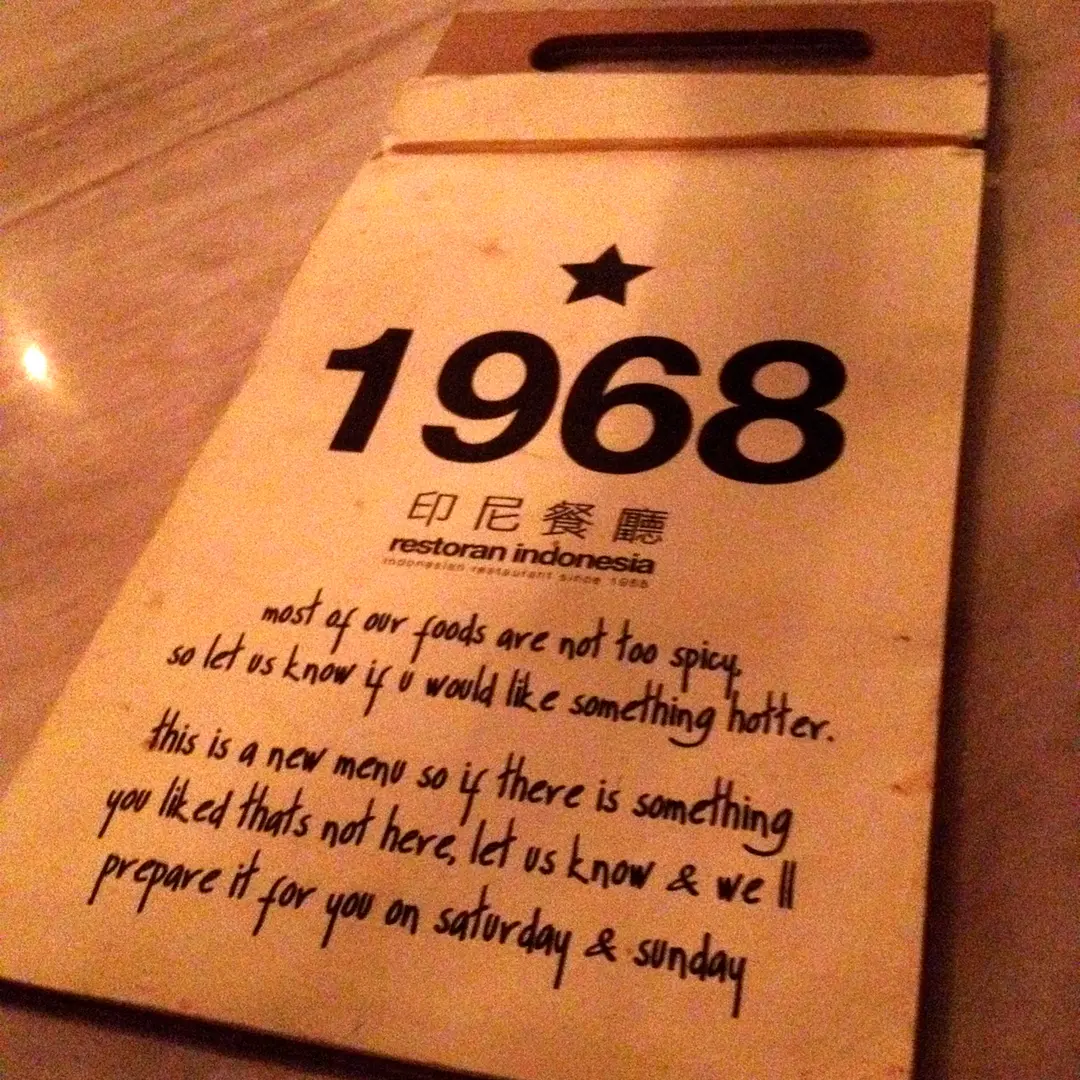 1968
印尼餐廳
restoran indonesia
indonesian restaurant since 1968
most of our foods are not too spicy,
so let us know if u would like something hotter.
this is a new menu so if there is something
you liked thats not here, let us know & we ll
prepare it for you on saturday & sunday